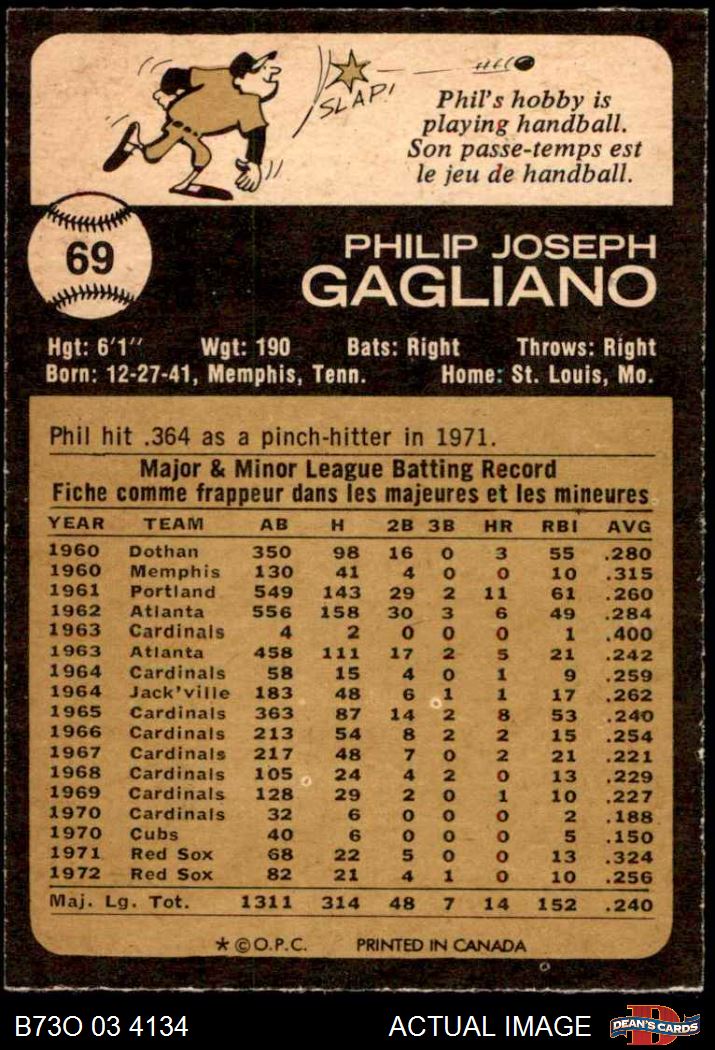 SLAP!
Phil's hobby is
playing handball.
Son passe-temps est
le jeu de handball.
69
PHILIP JOSEPH
GAGLIANO
Hgt: 6'1" Wgt: 190 Bats: Right Throws: Right
Born: 12-27-41, Memphis, Tenn. Home: St. Louis, Mo.
Phil hit .364 as a pinch-hitter in 1971.
Major & Minor League Batting Record
Fiche comme frappeur dans les majeures et les mineures
YEAR TEAM AB H 2B 3B HR RBI AVG
1960 Dothan 350 98 16 0 3 55 .280
1960 Memphis 130 41 4 0 0 10 .315
1961 Portland 549 143 29 2 11 61 .260
1962 Atlanta 556 158 30 3 6 49 .284
1963 Cardinals 4 2 0 0 0 1 .400
1963 Atlanta 458 111 17 2 5 21 .242
1964 Cardinals 58 15 4 0 1 9 .259
1964 Jack'ville 183 48 6 1 1 17 .262
1965 Cardinals 363 87 14 2 8 53 .240
1966 Cardinals 213 54 8 2 2 15 .254
1967 Cardinals 217 48 7 0 2 21 .221
1968 Cardinals 105 24 4 2 0 13 .229
1969 Cardinals 128 29 2 0 1 10 .227
1970 Cardinals 32 6 0 0 0 2 .188
1970 Cubs 40 6 0 0 0 5 .150
1971 Red Sox 68 22 5 0 0 13 .324
1972 Red Sox 82 21 4 1 0 10 .256
Maj. Lg. Tot. 1311 314 48 7 14 152 .240
★ © O.P.C. PRINTED IN CANADA
B73O 03 4134 ACTUAL IMAGE DEAN'S CARDS